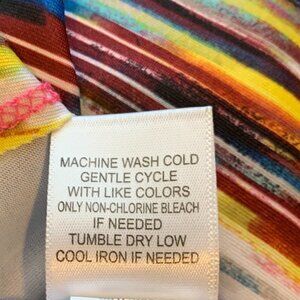 MACHINE WASH COLD
GENTLE CYCLE
WITH LIKE COLORS
ONLY NON-CHLORINE BLEACH
IF NEEDED
TUMBLE DRY LOW
COOL IRON IF NEEDED